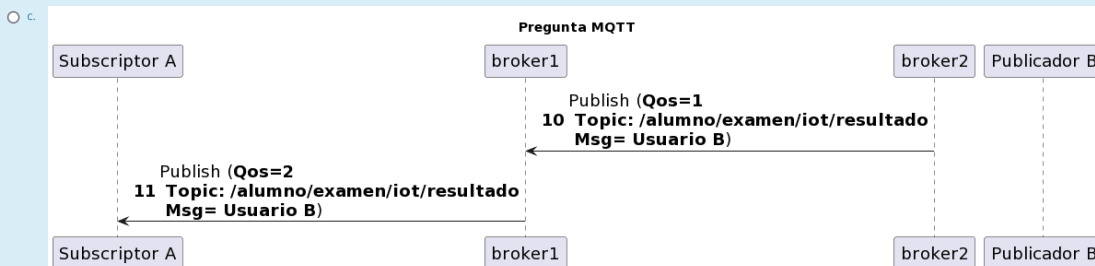 c.
Pregunta MQTT
Subscriptor A broker1 broker2 Publicador B
Publish (Qos=1
10 Topic: /alumno/examen/iot/resultado
Msg= Usuario B)
Publish (Qos=2
11 Topic: /alumno/examen/iot/resultado
Msg= Usuario B)
Subscriptor A broker1 broker2 Publicador B